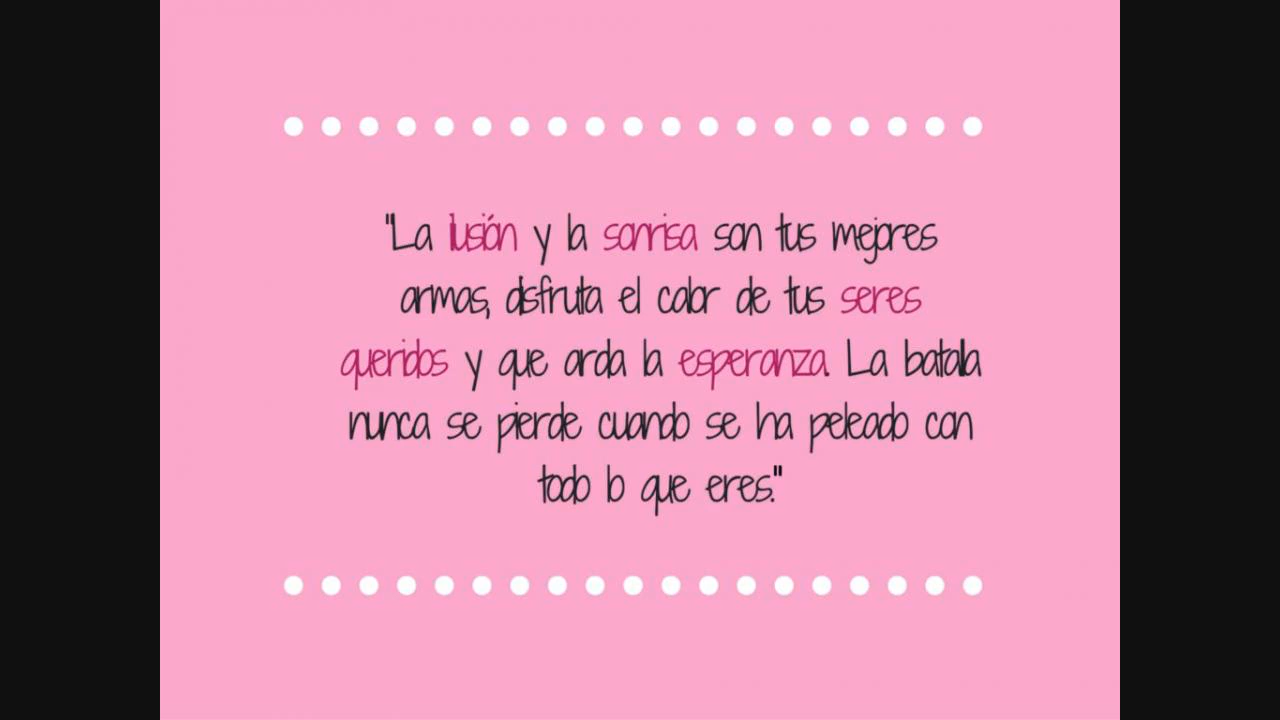 "La ilusión y la sonrisa son tus mejores
armas, disfruta el calor de tus seres
queridos y que arda la esperanza. La batalla
nunca se pierde cuando se ha peleado con
todo lo que eres."